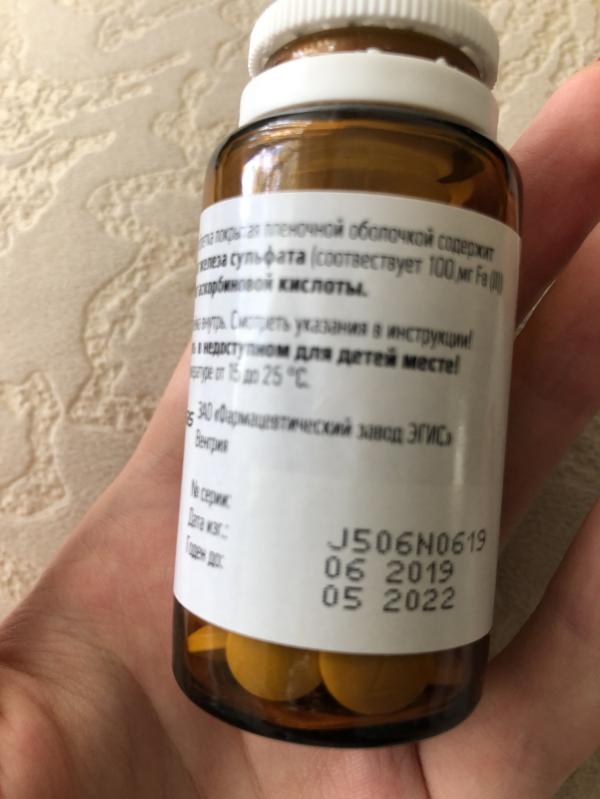 покрытая пленочной оболочкой содержит
железа сульфата (соотвествует 100 мг Fe (II)
аскорбиновой кислоты.
внутрь. Смотреть указания в инструкции!
в недоступном для детей месте!
от 15 до 25 °C.
ЗАО «Фармацевтический завод ЭГИС»
Венгрия
№ серии:
J506N0619
Дата изг.:
06 2019
Годен до:
05 2022